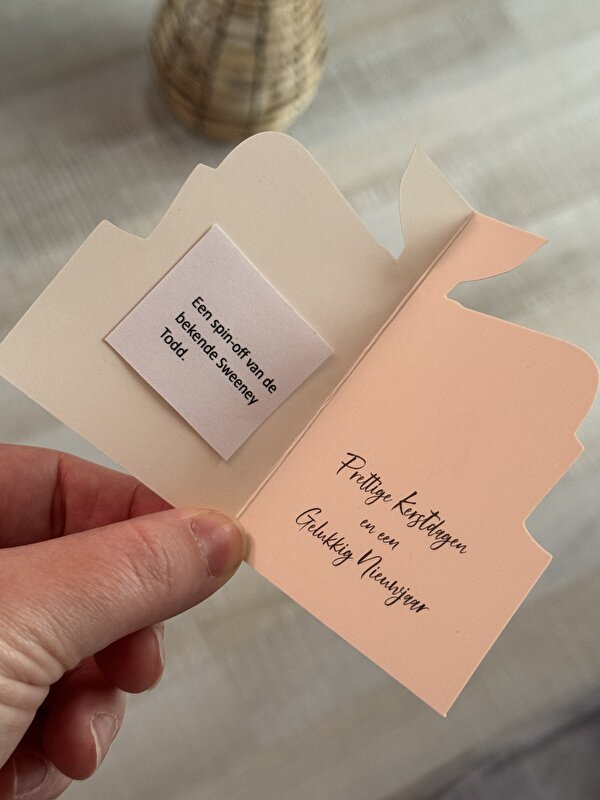 Een spin-off van de
bekende Sweeney
Todd.
Prettige Kerstdagen
en een
Gelukkig Nieuwjaar